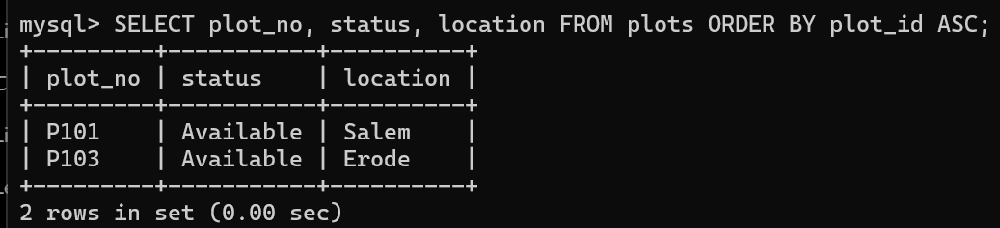 mysql> SELECT plot_no, status, location FROM plots ORDER BY plot_id ASC;
+---------+-----------+----------+
| plot_no | status    | location |
+---------+-----------+----------+
| P101    | Available | Salem    |
| P103    | Available | Erode    |
+---------+-----------+----------+
2 rows in set (0.00 sec)